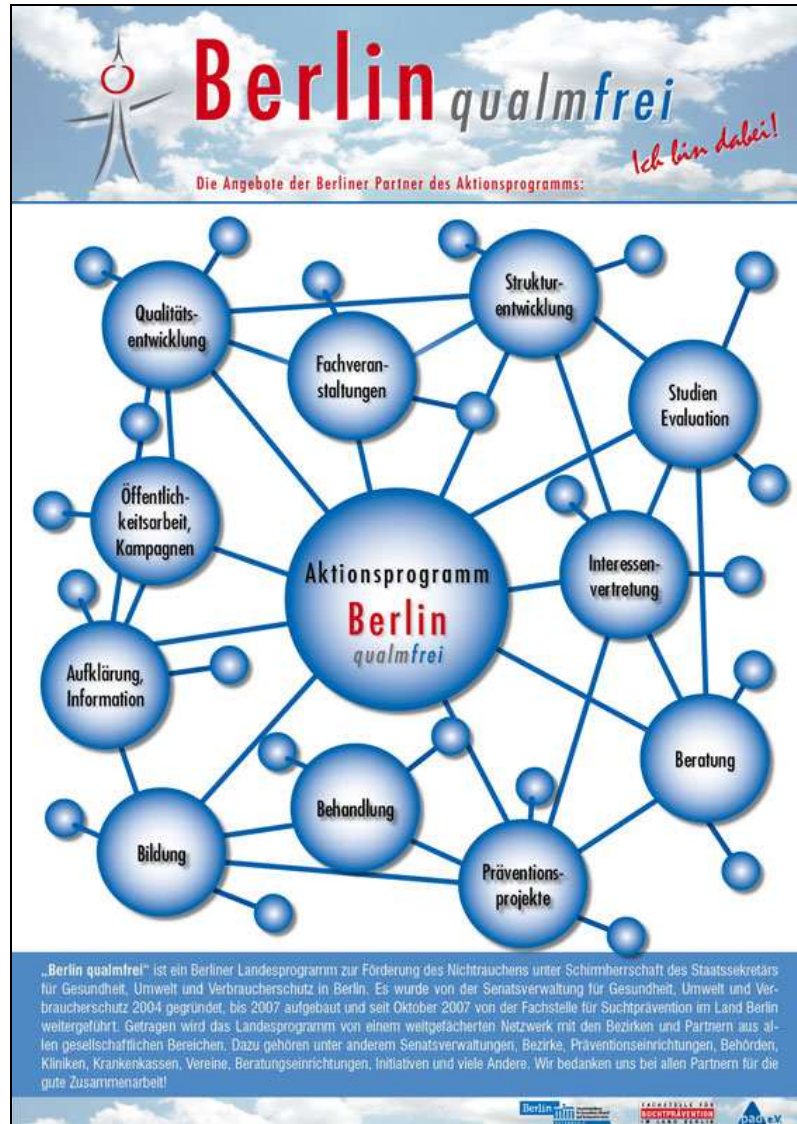 Berlin qualmfrei
Ich bin dabei!
Die Angebote der Berliner Partner des Aktionsprogramms:
Qualitäts-
entwicklung
Struktur-
entwicklung
Fachveran-
staltungen
Studien
Evaluation
Öffentlich-
keitsarbeit,
Kampagnen
Aktionsprogramm
Berlin
qualmfrei
Interessen-
vertretung
Aufklärung,
Information
Beratung
Behandlung
Bildung
Präventions-
projekte
„Berlin qualmfrei“ ist ein Berliner Landesprogramm zur Förderung des Nichtrauchens unter Schirmherrschaft des Staatssekretärs
für Gesundheit, Umwelt und Verbraucherschutz in Berlin. Es wurde von der Senatsverwaltung für Gesundheit, Umwelt und Ver-
braucherschutz 2004 gegründet, bis 2007 aufgebaut und seit Oktober 2007 von der Fachstelle für Suchtprävention im Land Berlin
weitergeführt. Getragen wird das Landesprogramm von einem weitgefächerten Netzwerk mit den Bezirken und Partnern aus al-
len gesellschaftlichen Bereichen. Dazu gehören unter anderem Senatsverwaltungen, Bezirke, Präventionseinrichtungen, Behörden,
Kliniken, Krankenkassen, Vereine, Beratungseinrichtungen, Initiativen und viele Andere. Wir bedanken uns bei allen Partnern für die
gute Zusammenarbeit!
Berlin
FACHSTELLE FÜR
SUCHTPRÄVENTION
IM LAND BERLIN
pad e.V.